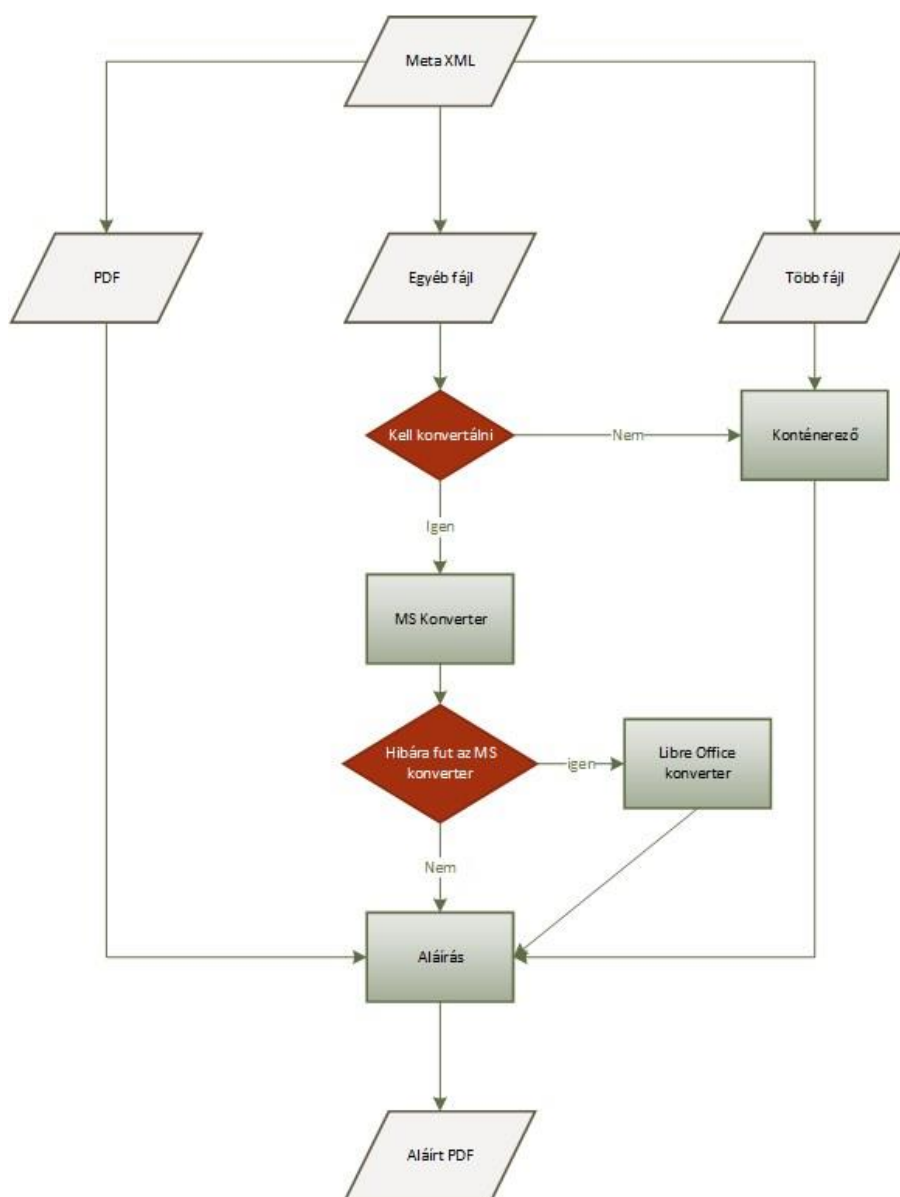 Meta XML
PDF
Egyéb fájl
Több fájl
Kell konvertálni
Nem
Konténerező
Igen
MS Konverter
Hibára fut az MS
konverter
igen
Libre Office
konverter
Nem
Aláírás
Aláírt PDF